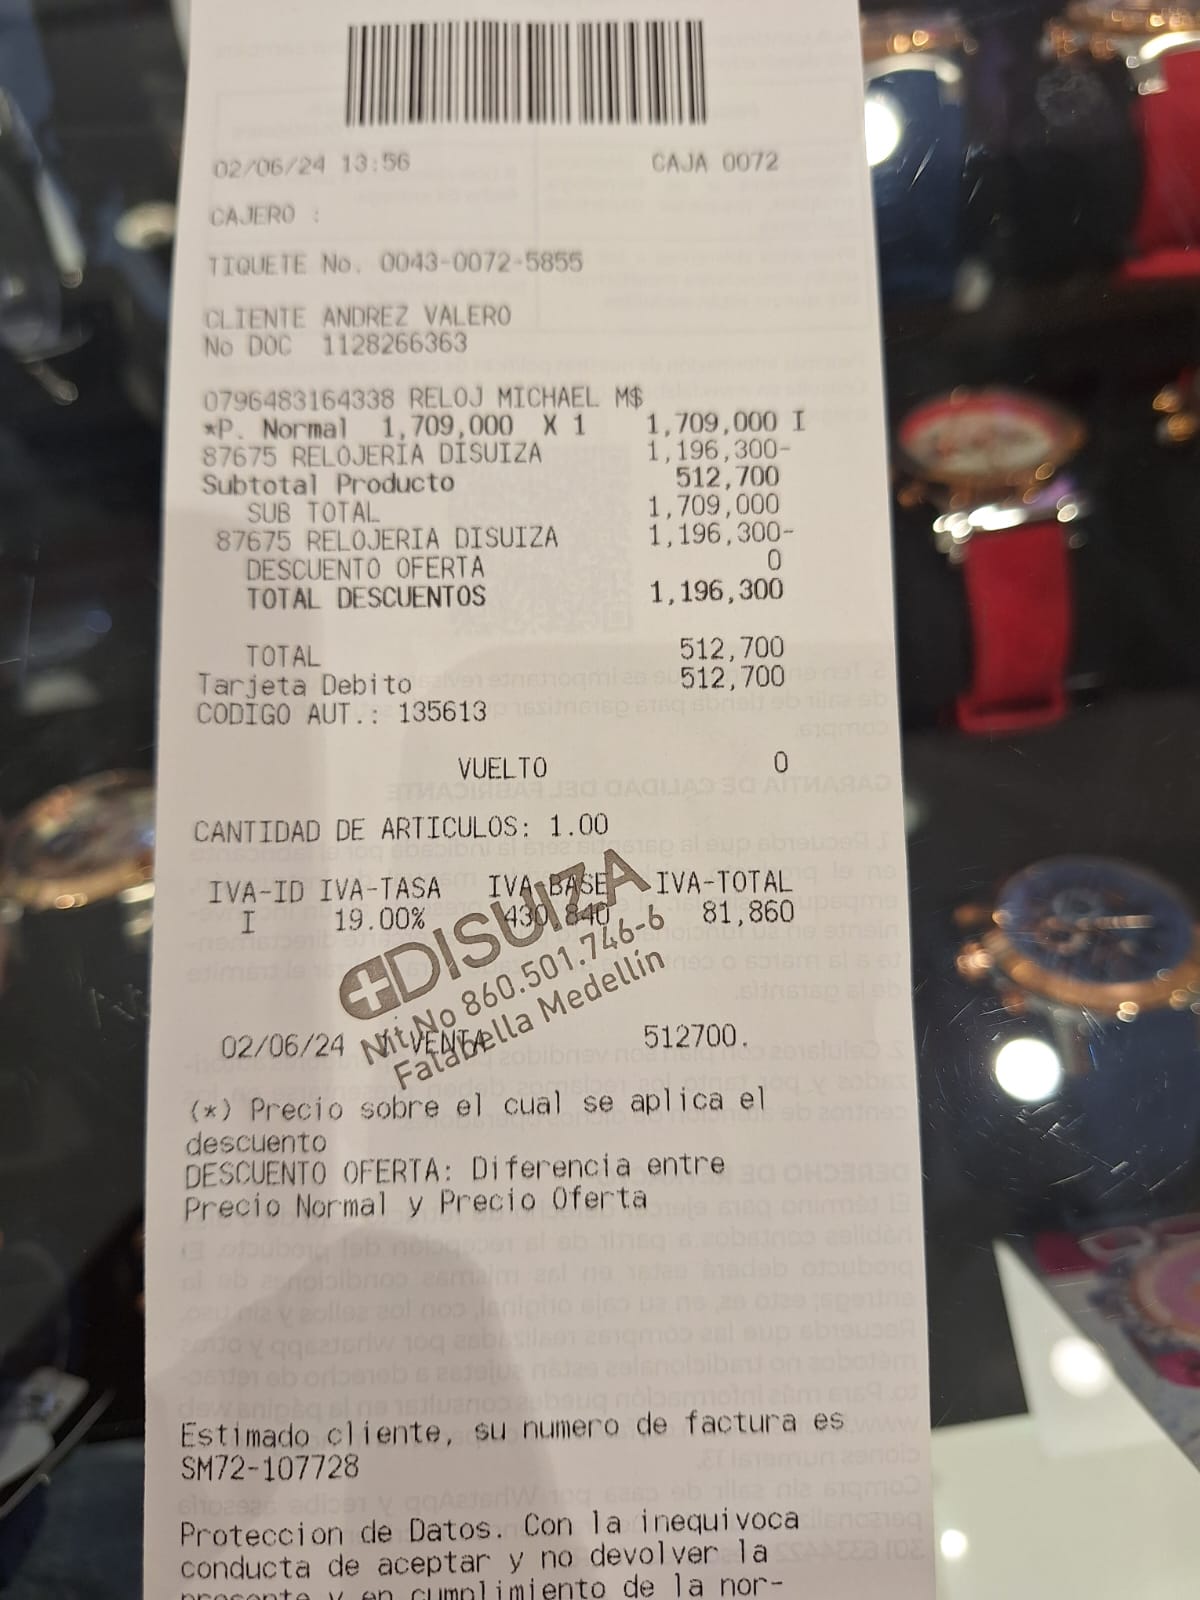 02/06/24 13:56 CAJA 0072
CAJERO :
TIQUETE No. 0043-0072-5855
CLIENTE ANDREZ VALERO
No DOC 1128266363
0796483164338 RELOJ MICHAEL M$
*P. Normal 1,709,000 X 1 1,709,000 I
87675 RELOJERIA DISUIZA 1,196,300-
Subtotal Producto 512,700
SUB TOTAL 1,709,000
87675 RELOJERIA DISUIZA 1,196,300-
DESCUENTO OFERTA 0
TOTAL DESCUENTOS 1,196,300
TOTAL 512,700
Tarjeta Debito 512,700
CODIGO AUT.: 135613
VUELTO 0
CANTIDAD DE ARTICULOS: 1.00
IVA-ID IVA-TASA IVA-BASE IVA-TOTAL
I 19.00% 430,840 81,860
DISUIZA
Nit No 860.501.746-6
Falabella Medellín
02/06/24 VENTA 512700.
(*) Precio sobre el cual se aplica el
descuento
DESCUENTO OFERTA: Diferencia entre
Precio Normal y Precio Oferta
Estimado cliente, su numero de factura es
SM72-107728
Proteccion de Datos. Con la inequivoca
conducta de aceptar y no devolver la
presente y en cumplimiento de la nor-